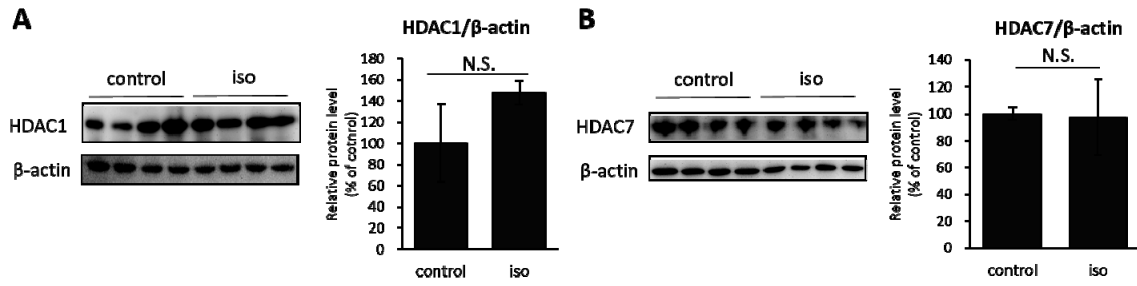 A
HDAC1/β-actin
control iso
HDAC1
β-actin
Relative protein level
(% of cotnrol)
180
160
140
120
100
80
60
40
20
0
N.S.
control iso
B
HDAC7/β-actin
control iso
HDAC7
β-actin
Relative protein level
(% of control)
140
120
100
80
60
40
20
0
N.S.
control iso